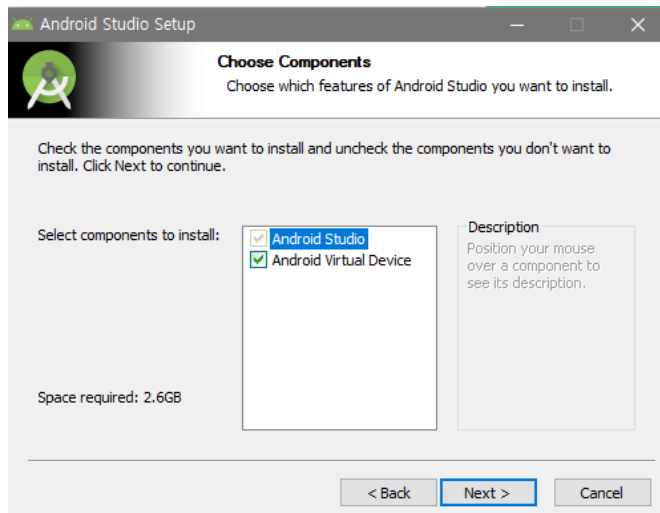 Android Studio Setup
Choose Components
Choose which features of Android Studio you want to install.
Check the components you want to install and uncheck the components you don't want to
install. Click Next to continue.
Select components to install:
Android Studio
Android Virtual Device
Description
Position your mouse
over a component to
see its description.
Space required: 2.6GB
< Back
Next >
Cancel